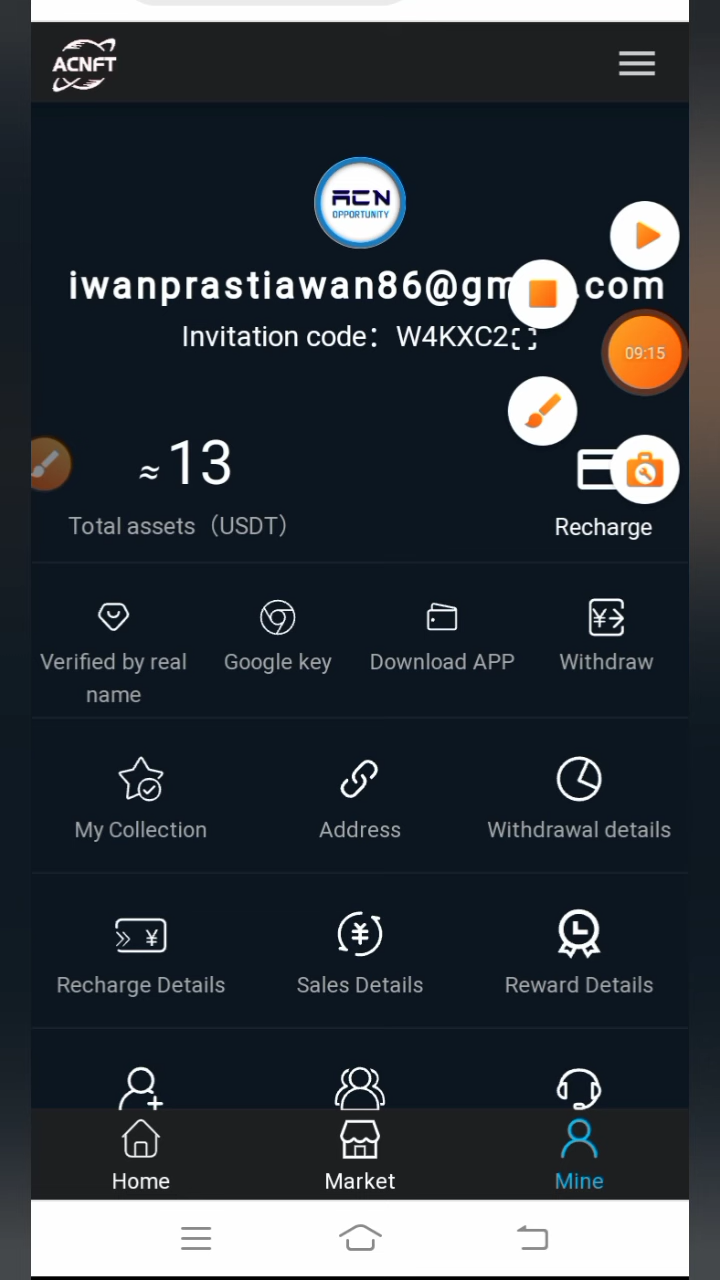 ACNFT
ACN
OPPORTUNITY
iwanprastiawan86@gm .com
Invitation code： W4KXC2
09:15
≈13
Total assets（USDT）
Recharge
Verified by real name
Google key
Download APP
Withdraw
My Collection
Address
Withdrawal details
Recharge Details
Sales Details
Reward Details
Home
Market
Mine